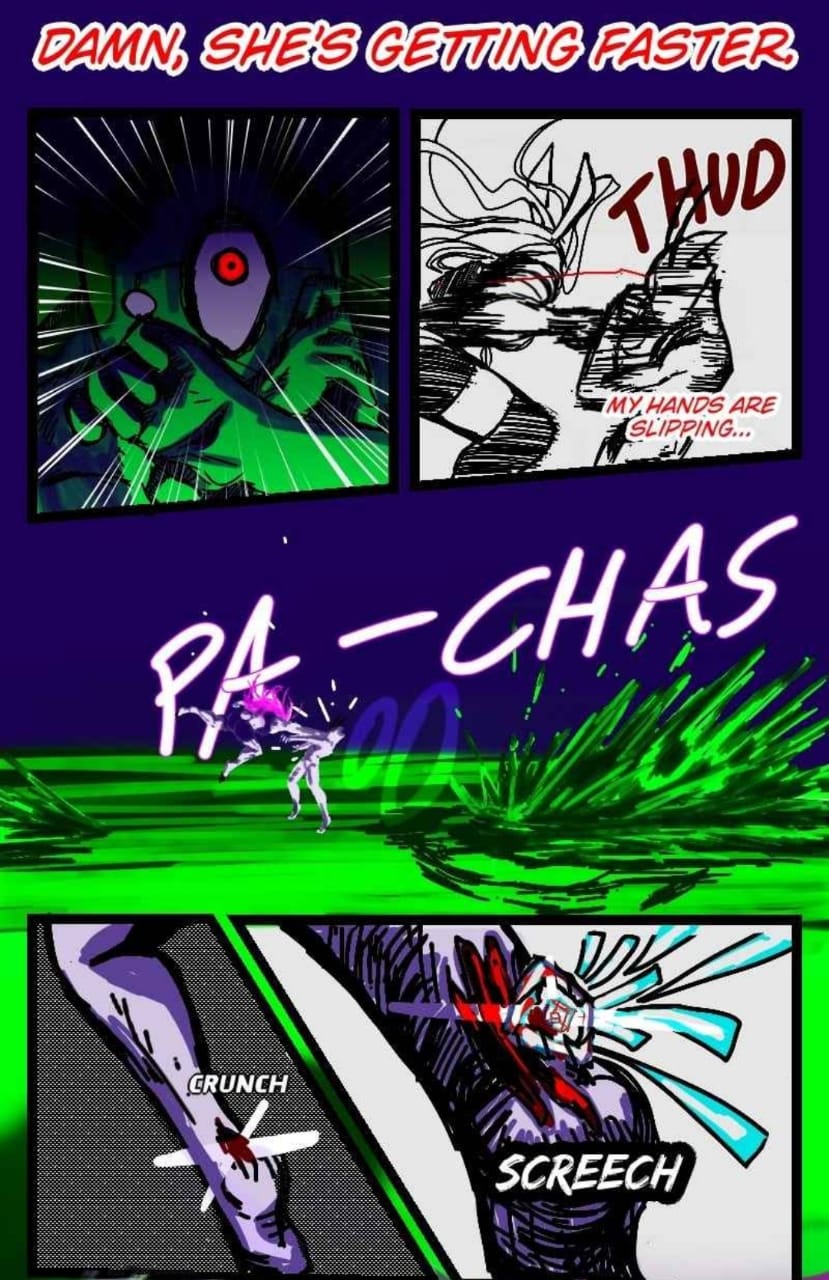 DAMN, SHE'S GETTING FASTER.
THUD
MY HANDS ARE
SLIPPING...
PA-CHAS
CRUNCH
SCREECH